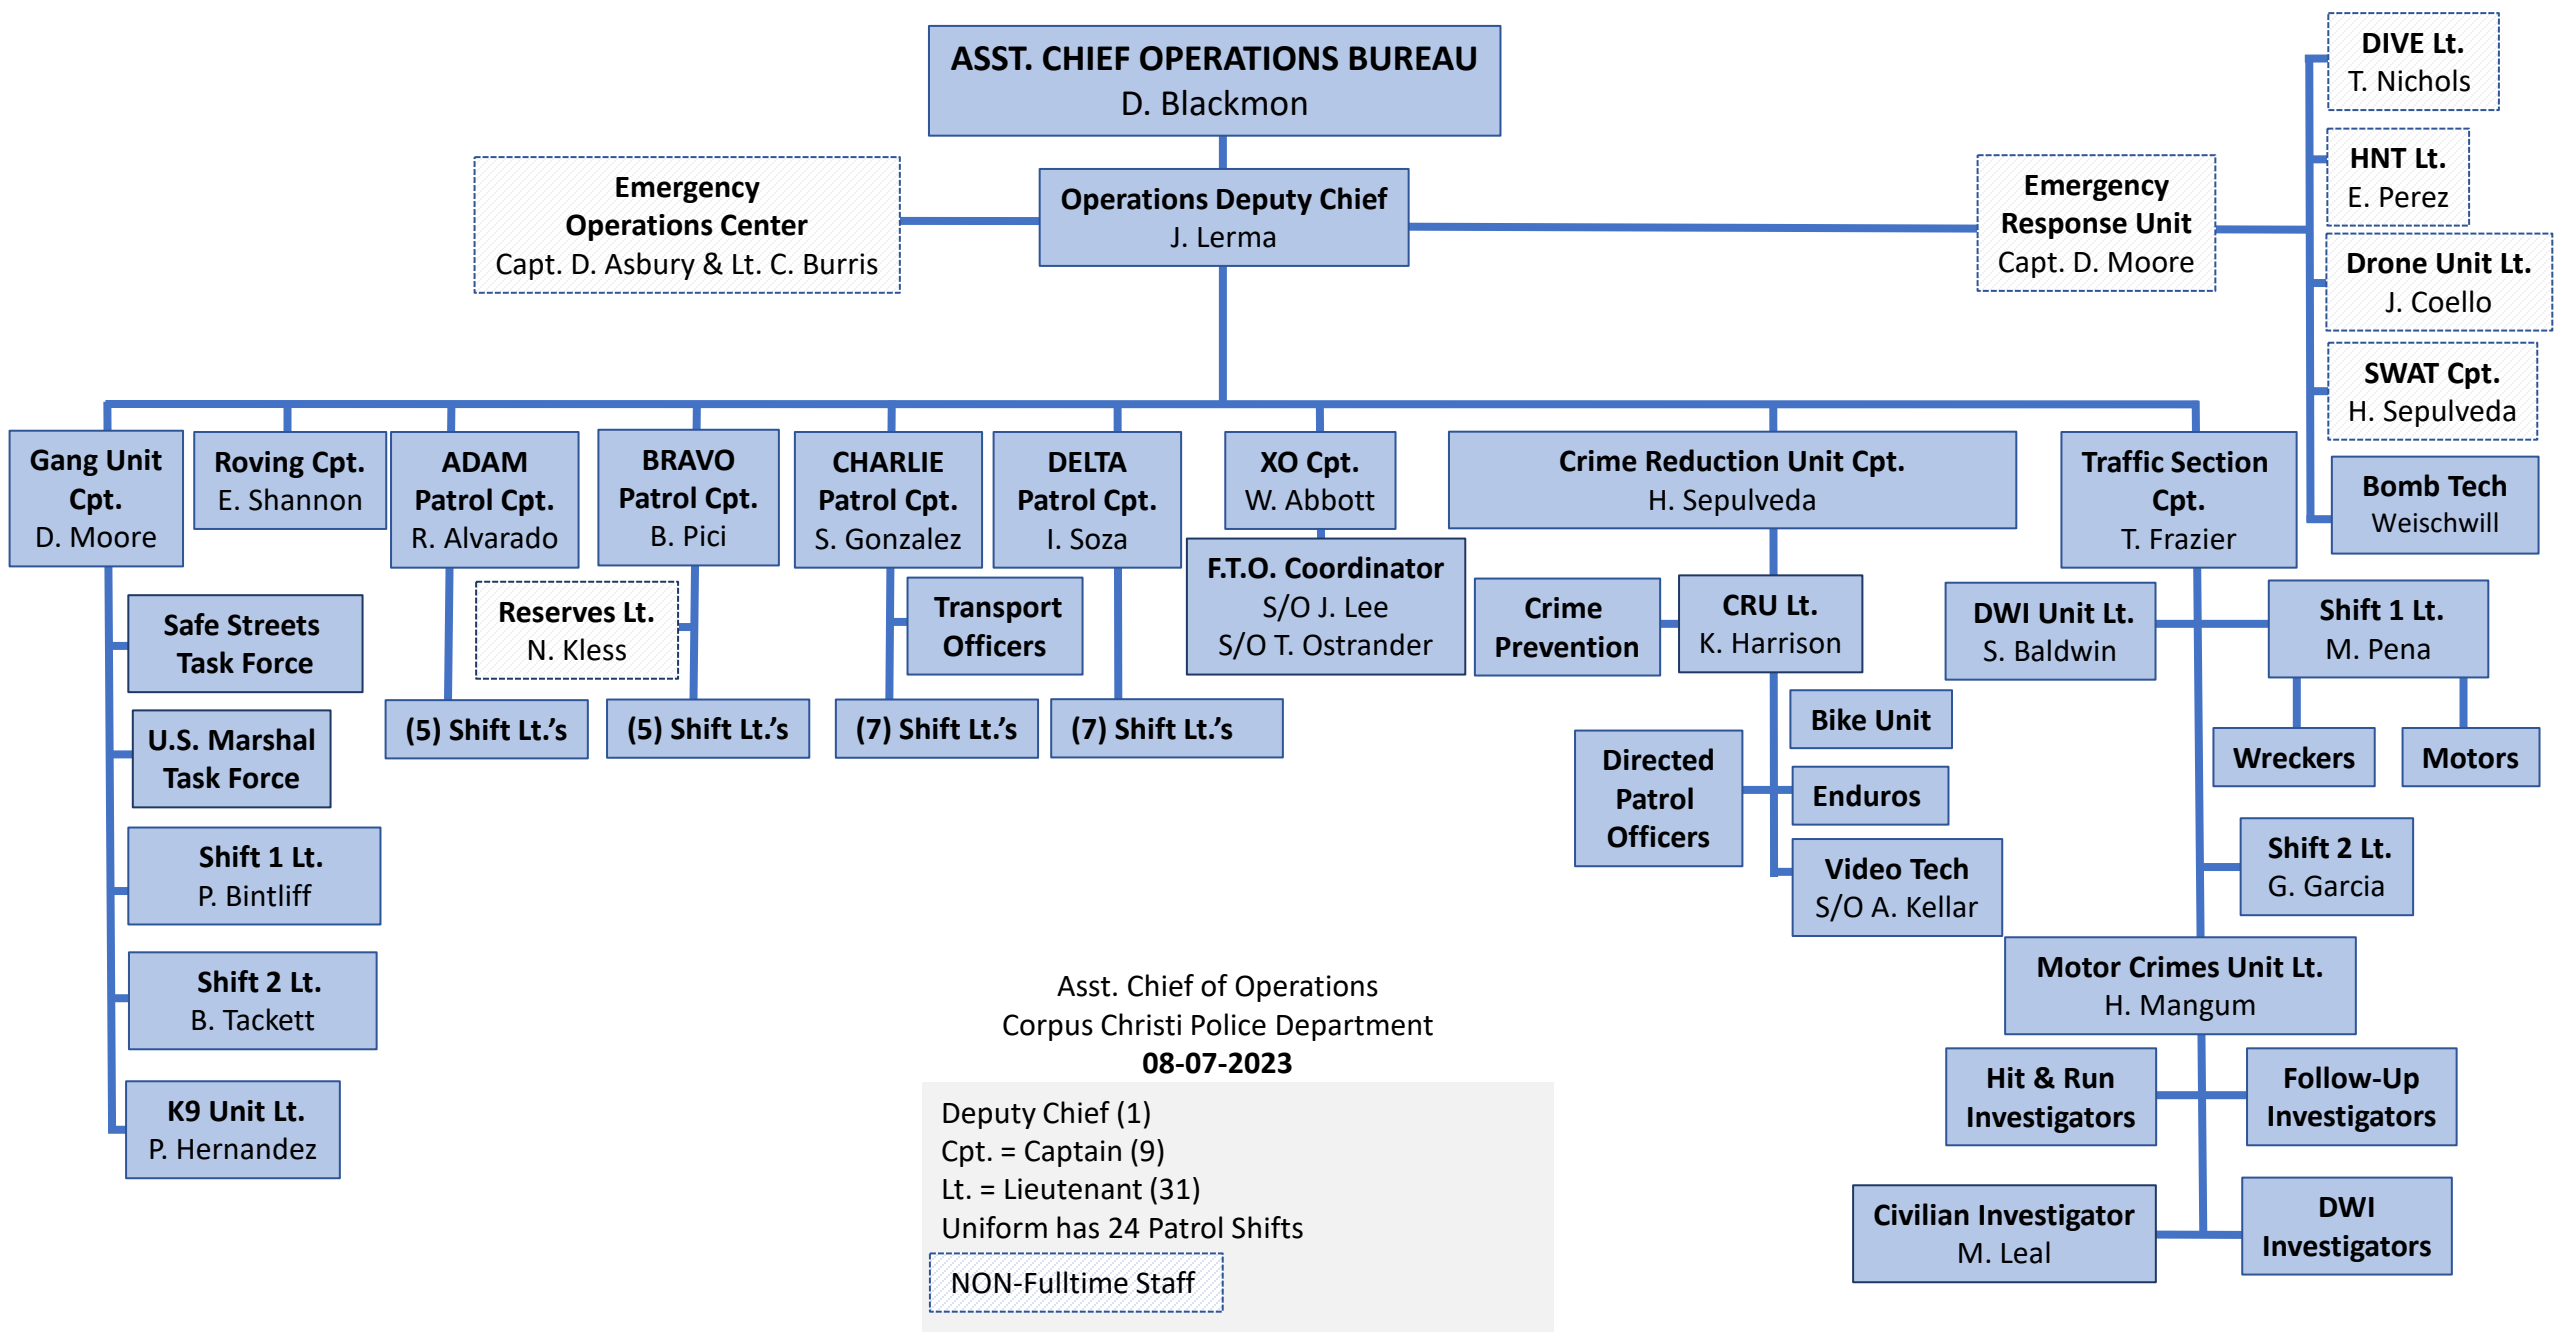 ASST. CHIEF OPERATIONS BUREAU
D. Blackmon
Emergency
Operations Center
Capt. D. Asbury & Lt. C. Burris
Operations Deputy Chief
J. Lerma
Emergency
Response Unit
Capt. D. Moore
DIVE Lt.
T. Nichols
HNT Lt.
E. Perez
Drone Unit Lt.
J. Coello
SWAT Cpt.
H. Sepulveda
Bomb Tech
Weischwill
Gang Unit
Cpt.
D. Moore
Roving Cpt.
E. Shannon
ADAM
Patrol Cpt.
R. Alvarado
BRAVO
Patrol Cpt.
B. Pici
CHARLIE
Patrol Cpt.
S. Gonzalez
DELTA
Patrol Cpt.
I. Soza
XO Cpt.
W. Abbott
Crime Reduction Unit Cpt.
H. Sepulveda
Traffic Section
Cpt.
T. Frazier
Safe Streets
Task Force
U.S. Marshal
Task Force
Shift 1 Lt.
P. Bintliff
Shift 2 Lt.
B. Tackett
K9 Unit Lt.
P. Hernandez
(5) Shift Lt.’s
Reserves Lt.
N. Kless
(5) Shift Lt.’s
Transport
Officers
(7) Shift Lt.’s
(7) Shift Lt.’s
F.T.O. Coordinator
S/O J. Lee
S/O T. Ostrander
Crime
Prevention
CRU Lt.
K. Harrison
Directed
Patrol
Officers
Bike Unit
Enduros
Video Tech
S/O A. Kellar
DWI Unit Lt.
S. Baldwin
Shift 1 Lt.
M. Pena
Wreckers
Motors
Shift 2 Lt.
G. Garcia
Motor Crimes Unit Lt.
H. Mangum
Hit & Run
Investigators
Follow-Up
Investigators
Civilian Investigator
M. Leal
DWI
Investigators
Asst. Chief of Operations
Corpus Christi Police Department
08-07-2023
Deputy Chief (1)
Cpt. = Captain (9)
Lt. = Lieutenant (31)
Uniform has 24 Patrol Shifts
NON-Fulltime Staff